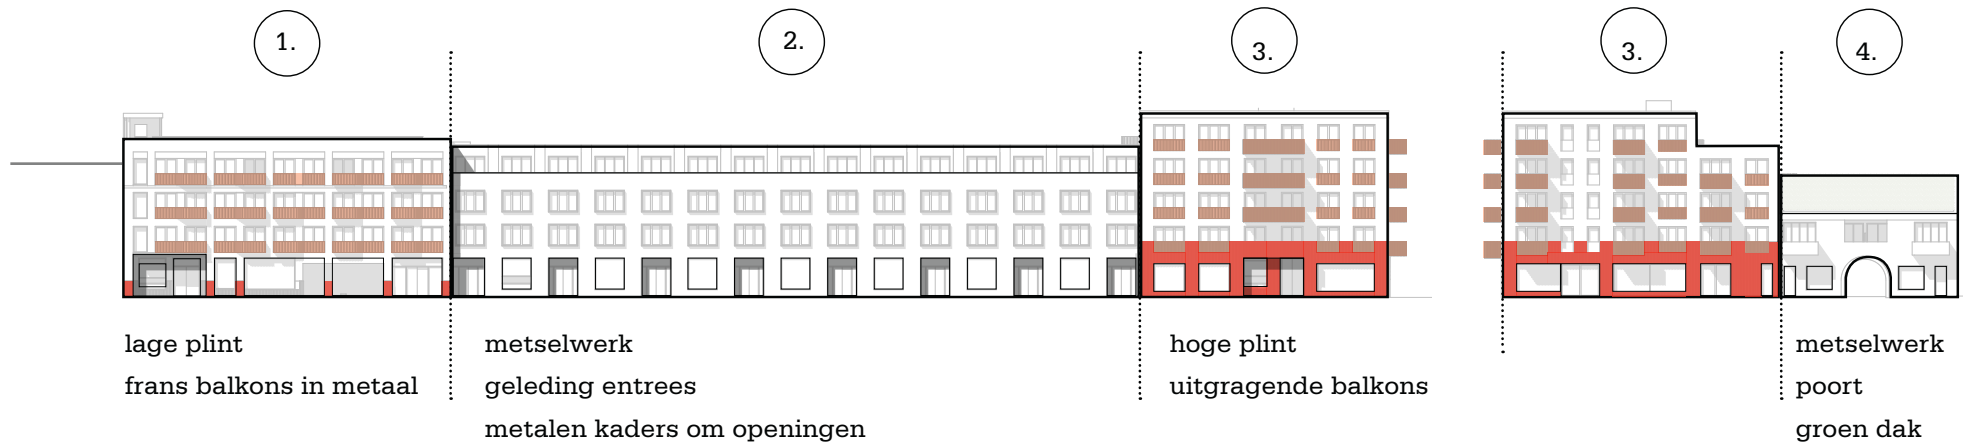 1.
2.
3.
3.
4.
lage plint
frans balkons in metaal
metselwerk
geleding entrees
metalen kaders om openingen
hoge plint
uitgragende balkons
metselwerk
poort
groen dak